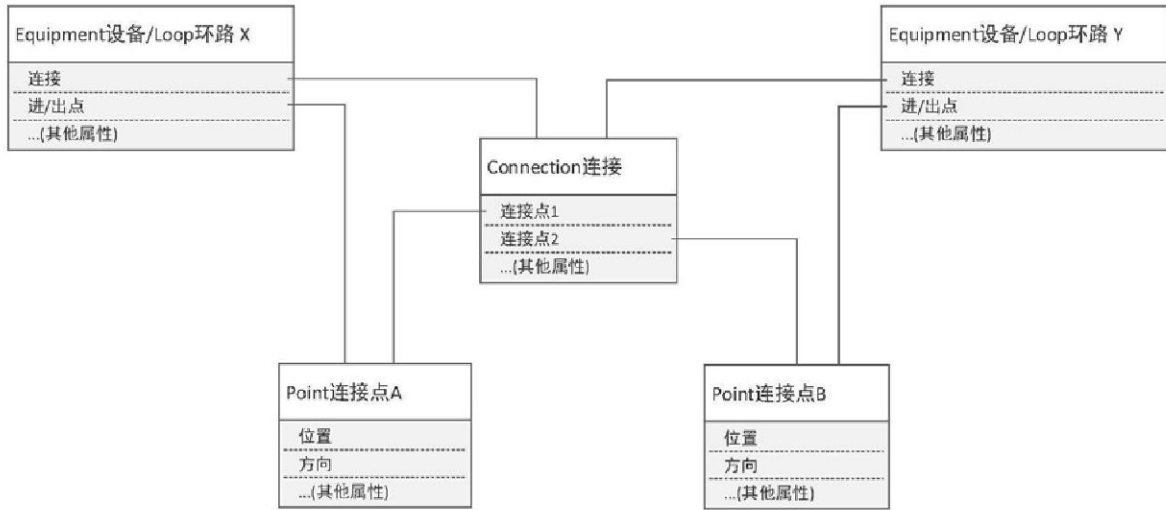 Equipment设备/Loop环路 X
连接
进/出点
...(其他属性)
Equipment设备/Loop环路 Y
连接
进/出点
...(其他属性)
Connection连接
连接点1
连接点2
...(其他属性)
Point连接点A
位置
方向
...(其他属性)
Point连接点B
位置
方向
...(其他属性)